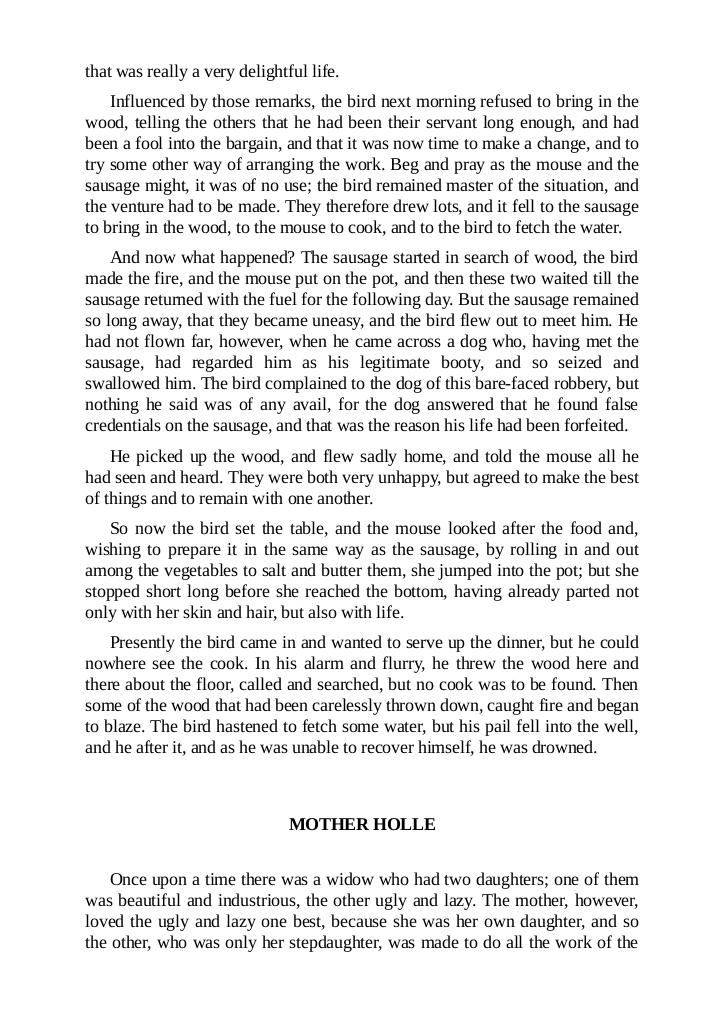 that was really a very delightful life.
Influenced by those remarks, the bird next morning refused to bring in the
wood, telling the others that he had been their servant long enough, and had
been a fool into the bargain, and that it was now time to make a change, and to
try some other way of arranging the work. Beg and pray as the mouse and the
sausage might, it was of no use; the bird remained master of the situation, and
the venture had to be made. They therefore drew lots, and it fell to the sausage
to bring in the wood, to the mouse to cook, and to the bird to fetch the water.
And now what happened? The sausage started in search of wood, the bird
made the fire, and the mouse put on the pot, and then these two waited till the
sausage returned with the fuel for the following day. But the sausage remained
so long away, that they became uneasy, and the bird flew out to meet him. He
had not flown far, however, when he came across a dog who, having met the
sausage, had regarded him as his legitimate booty, and so seized and
swallowed him. The bird complained to the dog of this bare-faced robbery, but
nothing he said was of any avail, for the dog answered that he found false
credentials on the sausage, and that was the reason his life had been forfeited.
He picked up the wood, and flew sadly home, and told the mouse all he
had seen and heard. They were both very unhappy, but agreed to make the best
of things and to remain with one another.
So now the bird set the table, and the mouse looked after the food and,
wishing to prepare it in the same way as the sausage, by rolling in and out
among the vegetables to salt and butter them, she jumped into the pot; but she
stopped short long before she reached the bottom, having already parted not
only with her skin and hair, but also with life.
Presently the bird came in and wanted to serve up the dinner, but he could
nowhere see the cook. In his alarm and flurry, he threw the wood here and
there about the floor, called and searched, but no cook was to be found. Then
some of the wood that had been carelessly thrown down, caught fire and began
to blaze. The bird hastened to fetch some water, but his pail fell into the well,
and he after it, and as he was unable to recover himself, he was drowned.
MOTHER HOLLE
Once upon a time there was a widow who had two daughters; one of them
was beautiful and industrious, the other ugly and lazy. The mother, however,
loved the ugly and lazy one best, because she was her own daughter, and so
the other, who was only her stepdaughter, was made to do all the work of the